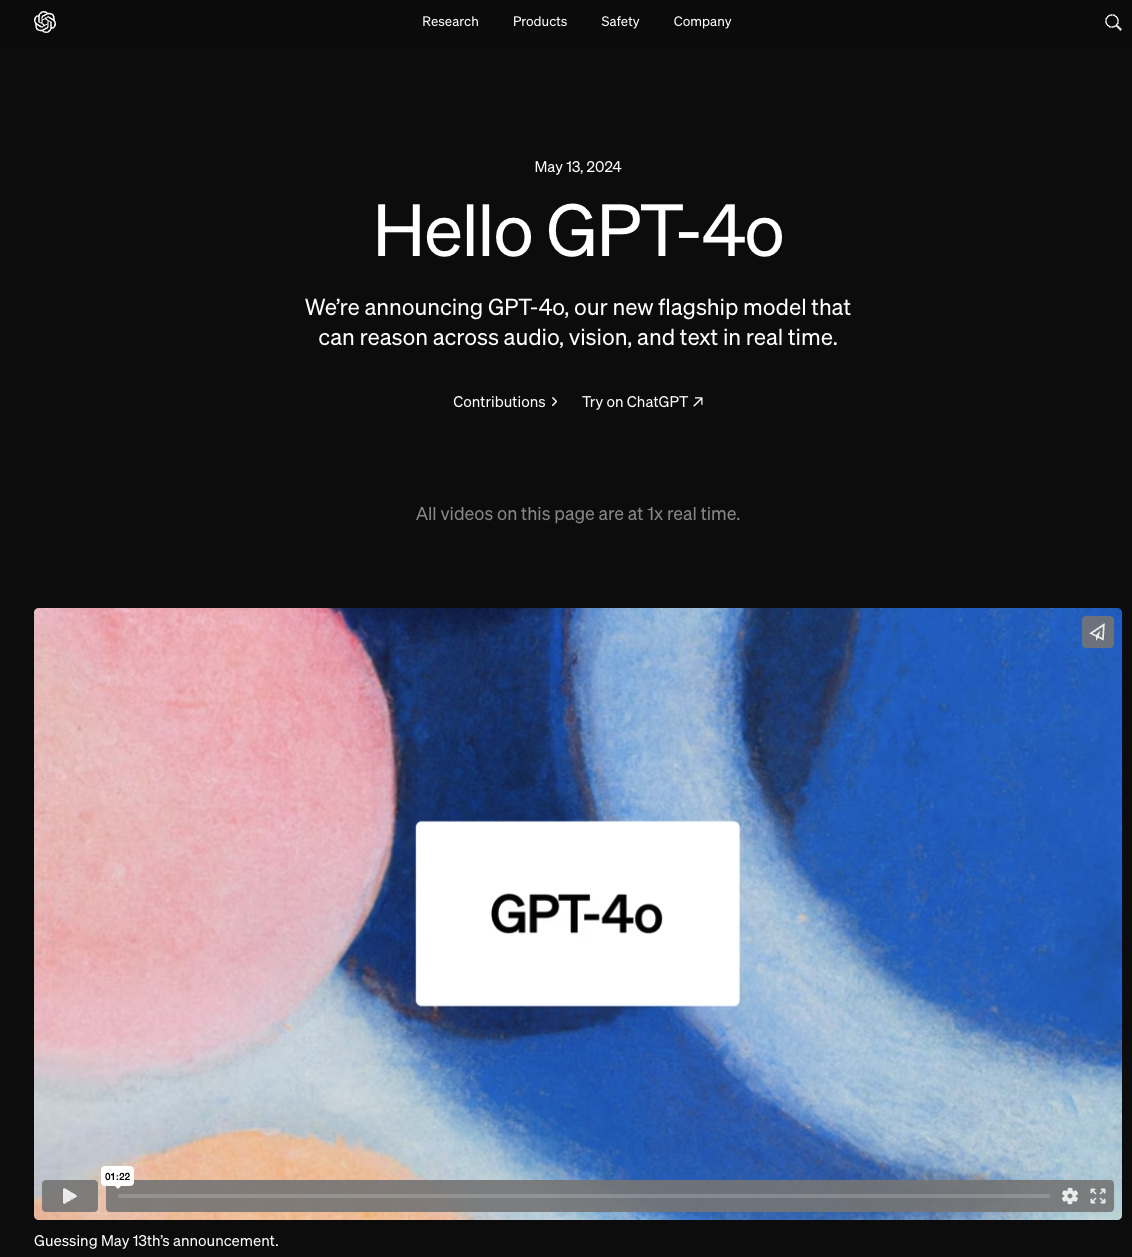 Research Products Safety Company
May 13, 2024
Hello GPT-4o
We’re announcing GPT-4o, our new flagship model that
can reason across audio, vision, and text in real time.
Contributions Try on ChatGPT
All videos on this page are at 1x real time.
GPT-4o
01:22
Guessing May 13th’s announcement.